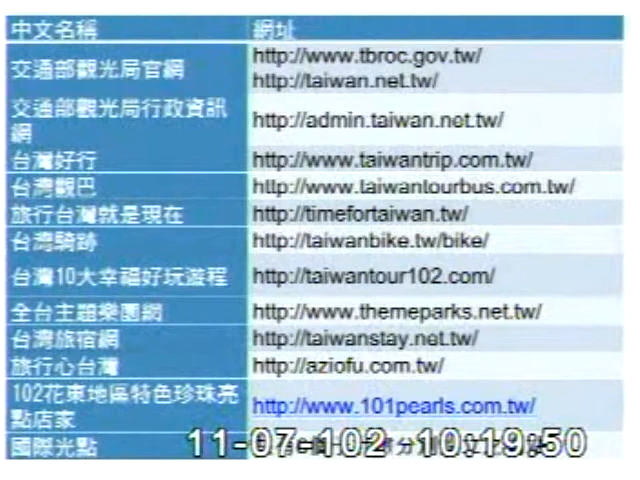 中文名稱 網址
交通部觀光局官網 http://www.tbroc.gov.tw/
http://taiwan.net.tw/
交通部觀光局行政資訊
網 http://admin.taiwan.net.tw/
台灣好行 http://www.taiwantrip.com.tw/
台灣觀巴 http://www.taiwantourbus.com.tw/
旅行台灣就是現在 http://timefortaiwan.tw/
台灣騎跡 http://taiwanbike.tw/bike/
台灣10大幸福好玩遊程 http://taiwantour102.com/
全台主題樂園網 http://www.themeparks.net.tw/
台灣旅宿網 http://taiwanstay.net.tw/
旅行心台灣 http://aziofu.com.tw/
102花東地區特色珍珠亮
點店家 http://www.101pearls.com.tw/
國際光點
11-07-102 10:19:50